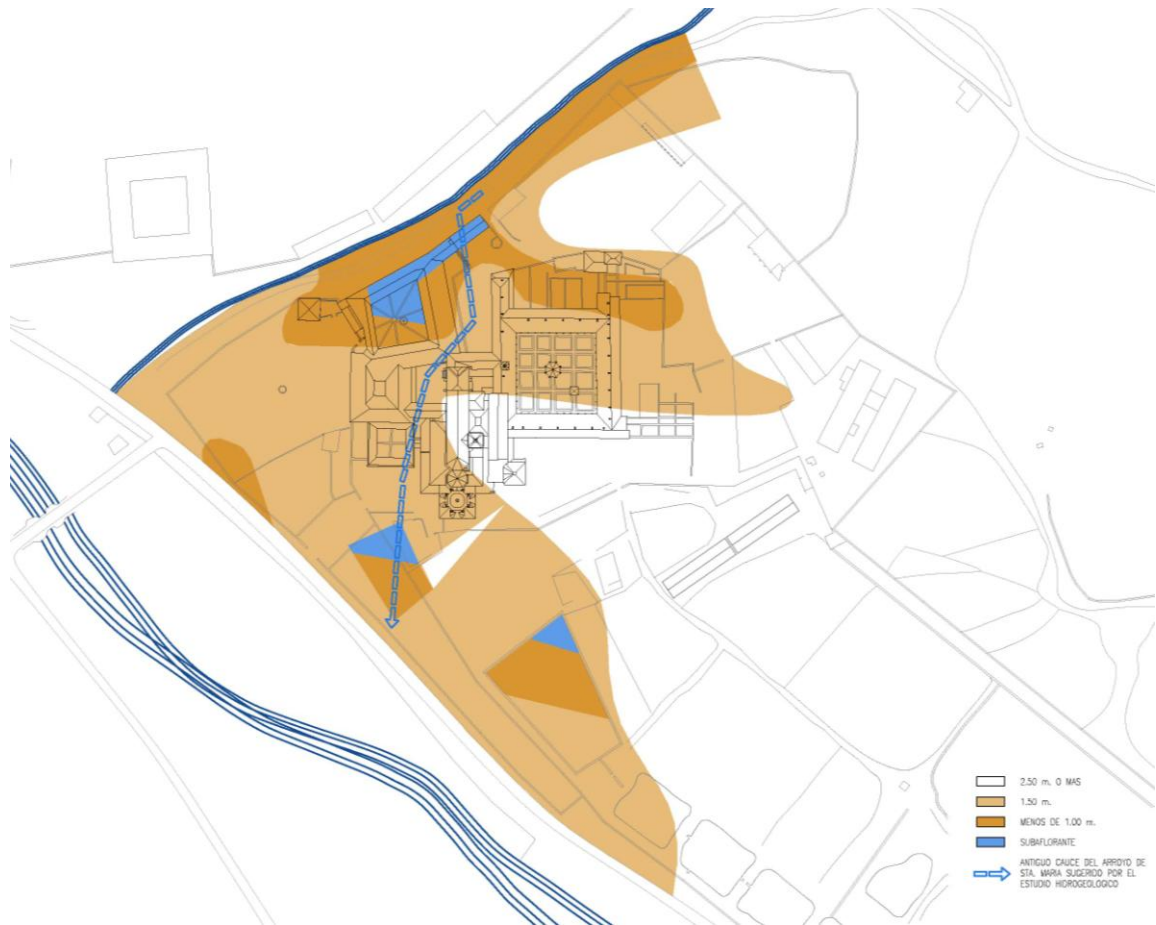 2.50 m. O MAS
1.50 m.
MENOS DE 1.00 m.
SUBAFLORANTE
ANTIGUO CAUCE DEL ARROYO DE
STA. MARIA SUGERIDO POR EL
ESTUDIO HIDROGEOLOGICO